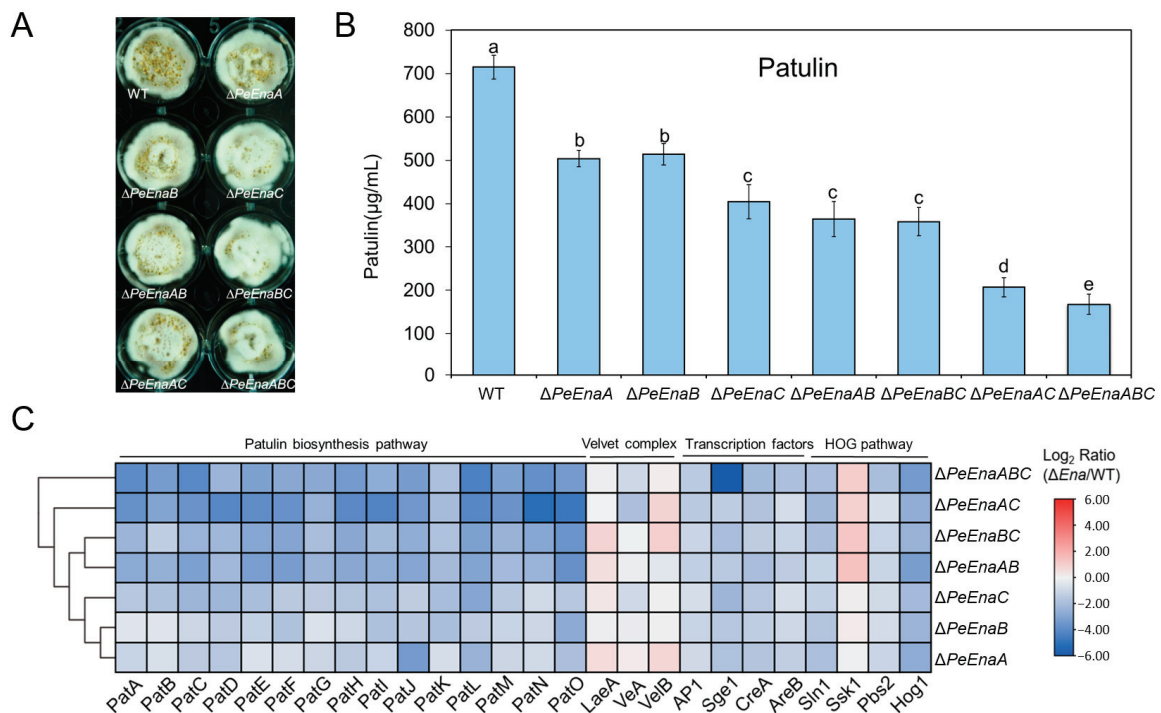 A
WT
ΔPeEnaA
ΔPeEnaB
ΔPeEnaC
ΔPeEnaAB
ΔPeEnaBC
ΔPeEnaAC
ΔPeEnaABC
B
Patulin
Patulin(μg/mL)
800
700
600
500
400
300
200
100
0
a
b
b
c
c
c
d
e
WT
ΔPeEnaA
ΔPeEnaB
ΔPeEnaC
ΔPeEnaAB
ΔPeEnaBC
ΔPeEnaAC
ΔPeEnaABC
C
Patulin biosynthesis pathway
Velvet complex
Transcription factors
HOG pathway
ΔPeEnaABC
ΔPeEnaAC
ΔPeEnaBC
ΔPeEnaAB
ΔPeEnaC
ΔPeEnaB
ΔPeEnaA
PatA
PatB
PatC
PatD
PatE
PatF
PatG
PatH
PatI
PatJ
PatK
PatL
PatM
PatN
PatO
LaeA
VeA
VelB
AP1
Sge1
CreA
AreB
Sln1
Ssk1
Pbs2
Hog1
Log₂ Ratio
(ΔEna/WT)
6.00
4.00
2.00
0.00
−2.00
−4.00
−6.00